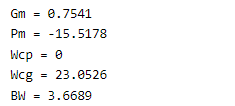 Gm = 0.7541
Pm = -15.5178
Wcp = 0
Wcg = 23.0526
BW = 3.6689